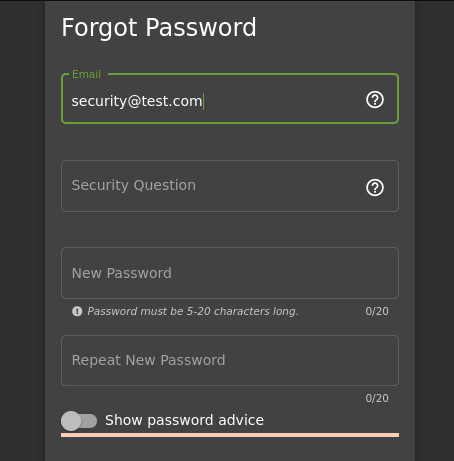 Forgot Password
Email
security@test.com
Security Question
New Password
Password must be 5-20 characters long. 0/20
Repeat New Password
0/20
Show password advice